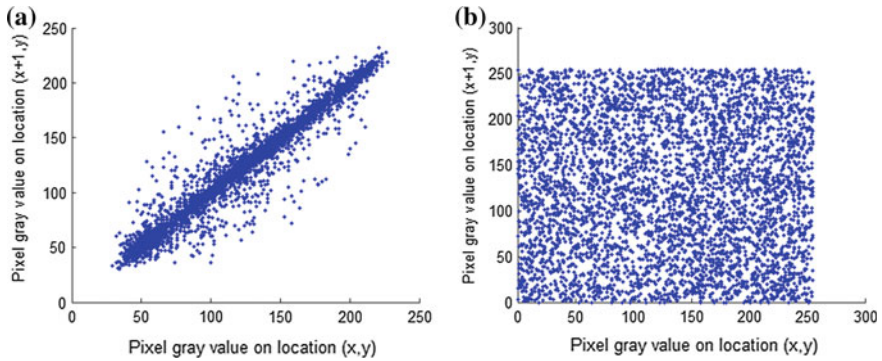 (a)
250
200
150
100
50
0
Pixel gray value on location (x+1,y)
0 50 100 150 200 250
Pixel gray value on location (x,y)
(b)
300
250
200
150
100
50
0
Pixel gray value on location (x+1,y)
0 50 100 150 200 250 300
Pixel gray value on location (x,y)